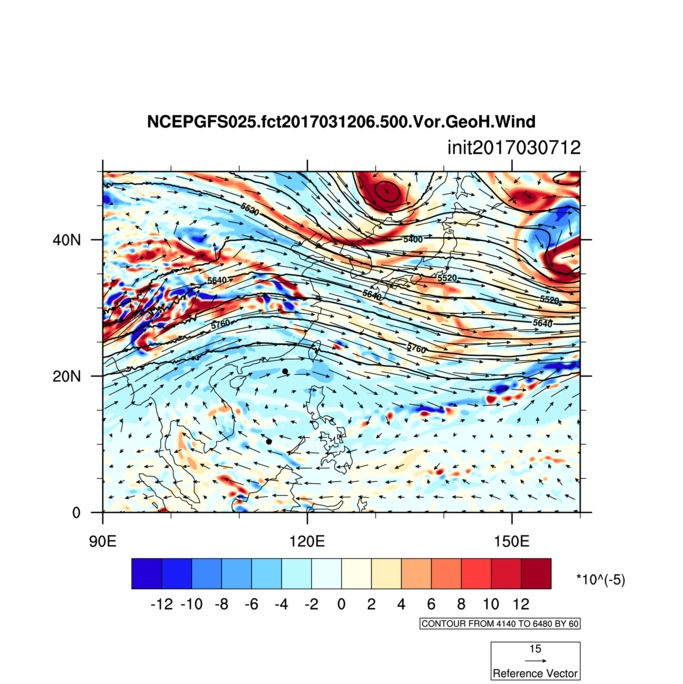 NCEPGFS025.fct2017031206.500.Vor.GeoH.Wind
init2017030712
5520
40N
5400
5640
5520
5640
5520
5760
5640
5760
20N
0
90E 120E 150E
*10^(-5)
-12 -10 -8 -6 -4 -2 0 2 4 6 8 10 12
CONTOUR FROM 4140 TO 6480 BY 60
15
Reference Vector